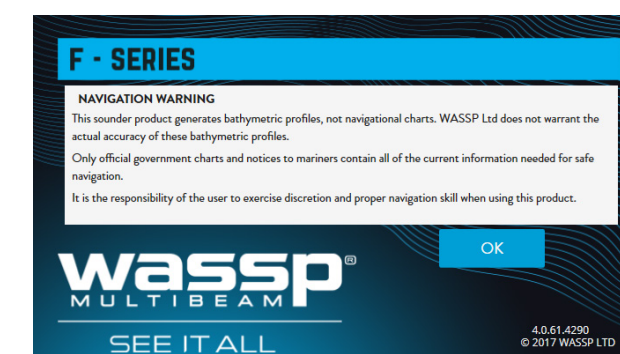 F - SERIES
NAVIGATION WARNING
This sounder product generates bathymetric profiles, not navigational charts. WASSP Ltd does not warrant the
actual accuracy of these bathymetric profiles.
Only official government charts and notices to mariners contain all of the current information needed for safe
navigation.
It is the responsibility of the user to exercise discretion and proper navigation skill when using this product.
OK
wassp®
MULTIBEAM
SEE IT ALL
4.0.61.4290
© 2017 WASSP LTD